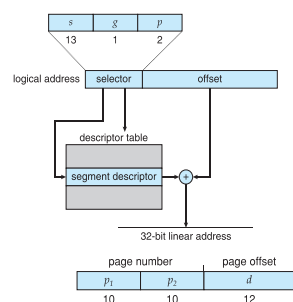 s g p
13 1 2
logical address selector offset
descriptor table
segment descriptor +
32-bit linear address
page number page offset
p1 p2 d
10 10 12